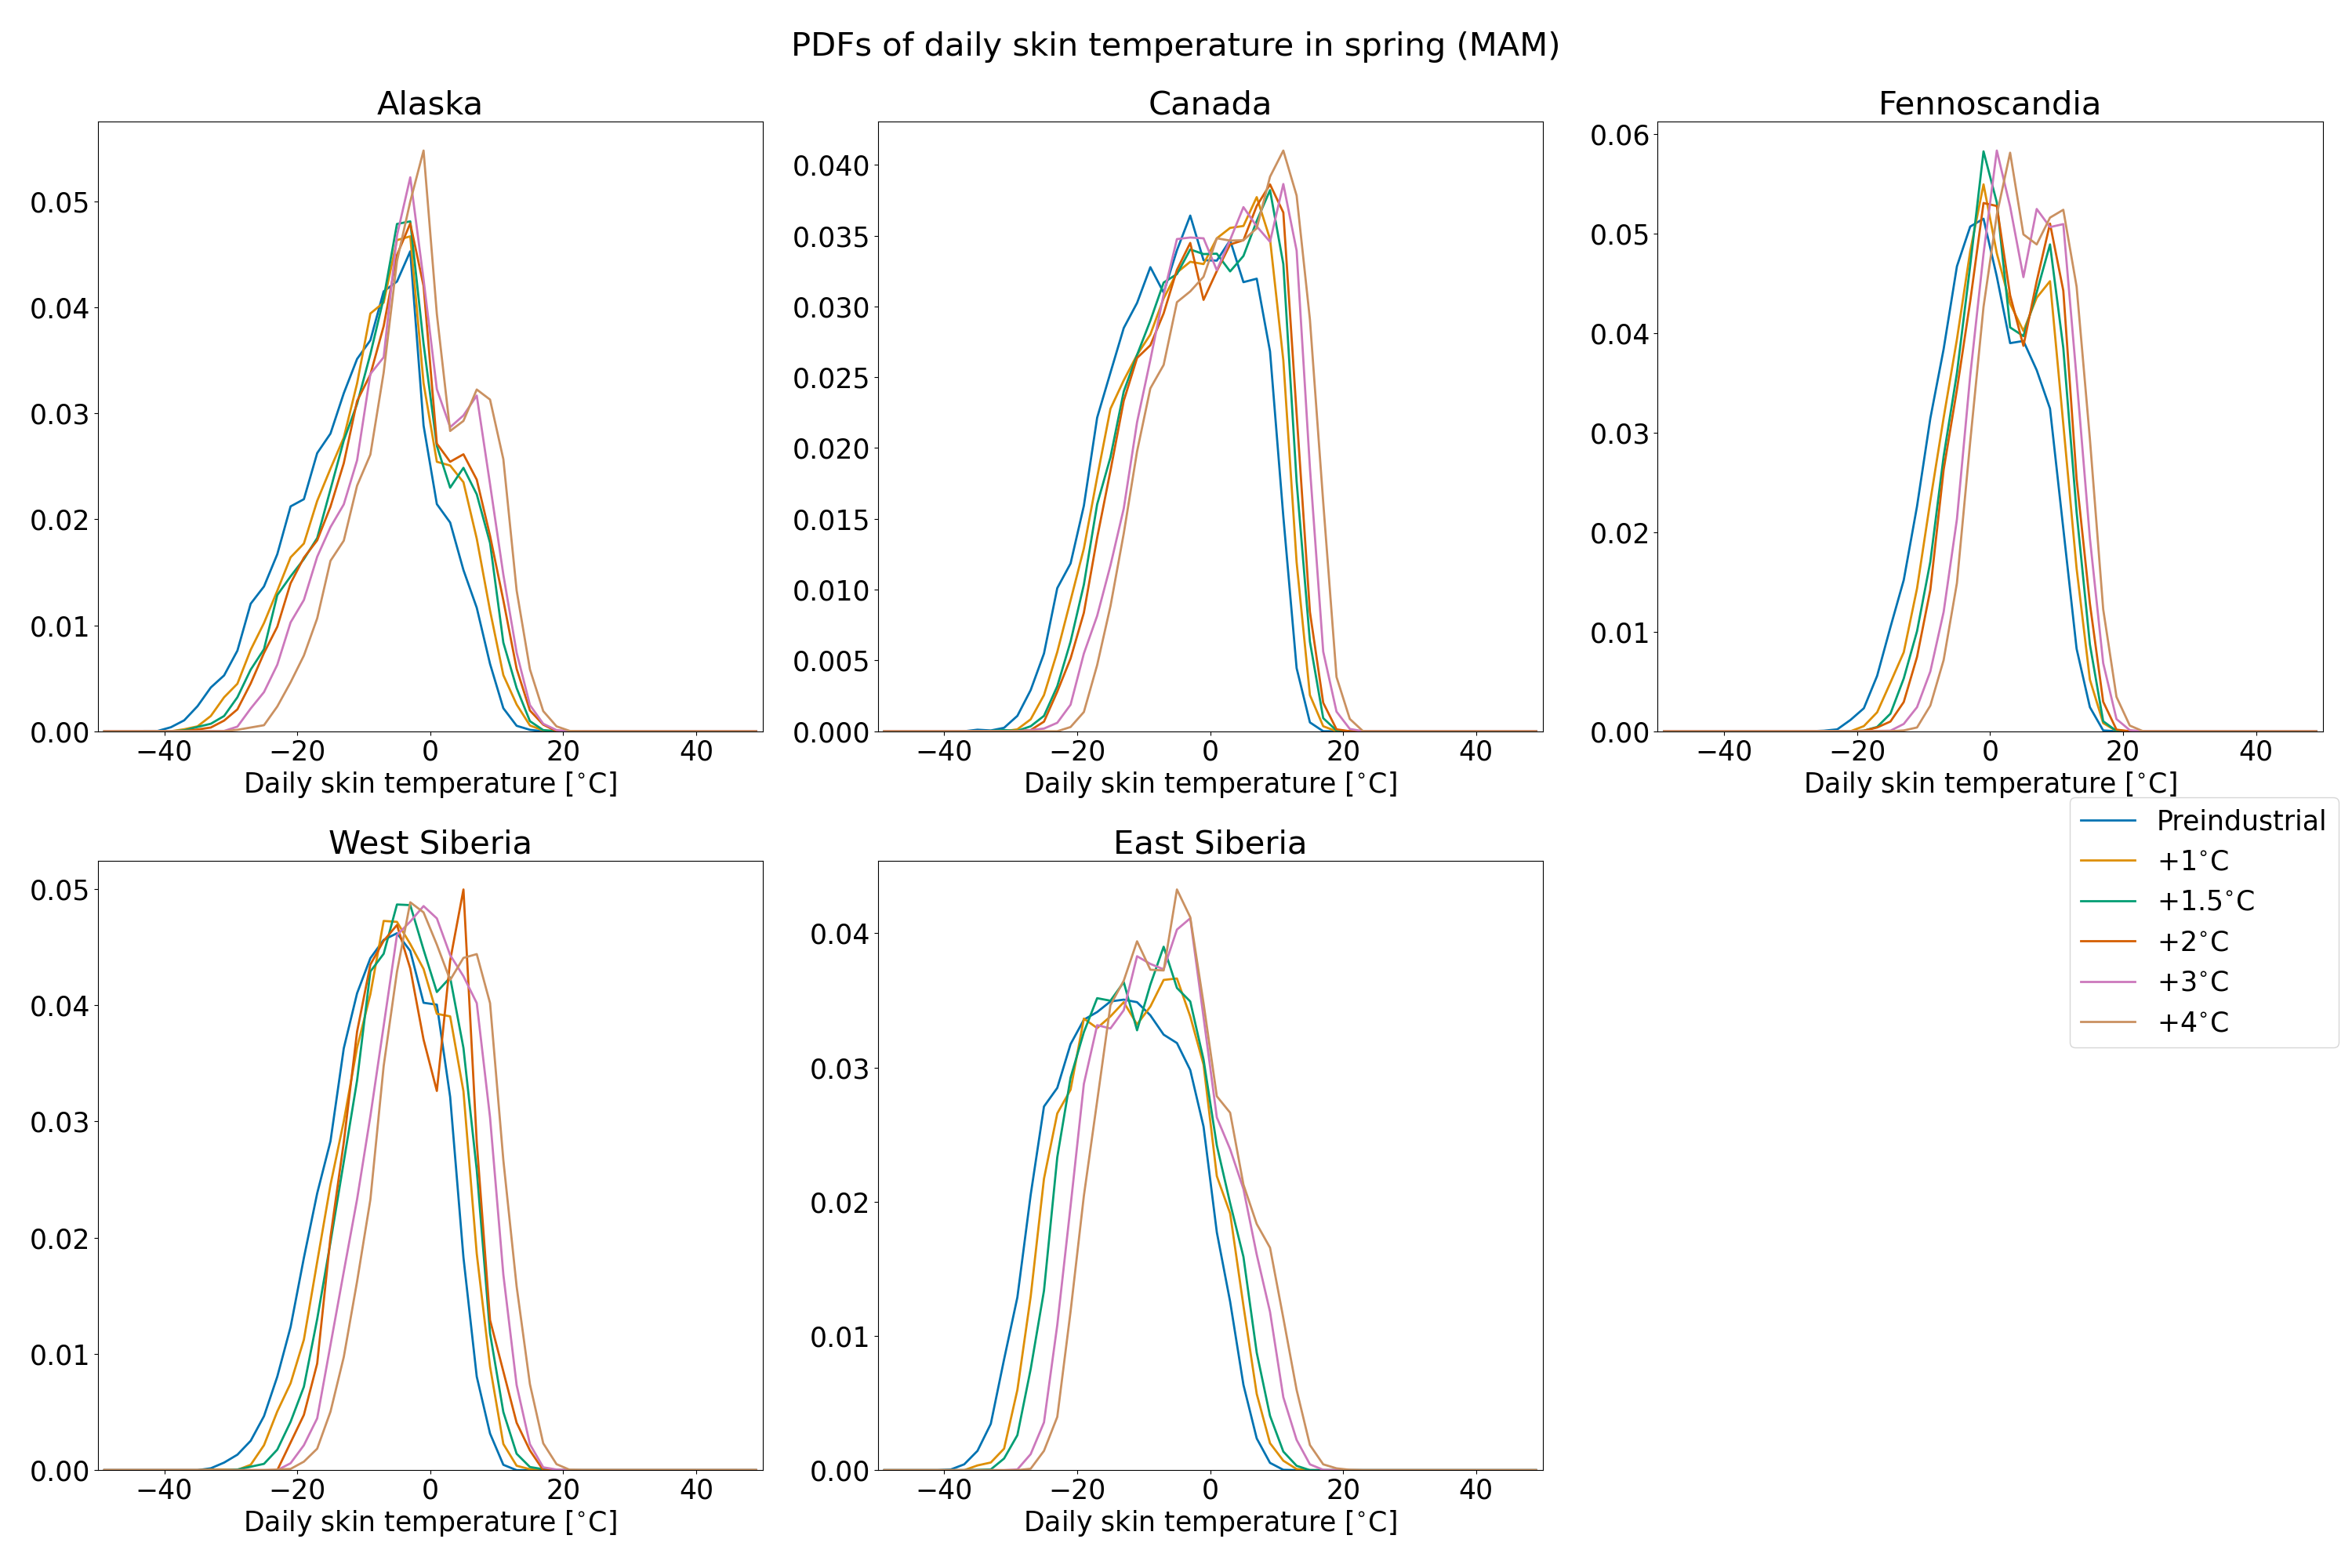 PDFs of daily skin temperature in spring (MAM)
Alaska
0.05
0.04
0.03
0.02
0.01
0.00
−40 −20 0 20 40
Daily skin temperature [°C]
Canada
0.040
0.035
0.030
0.025
0.020
0.015
0.010
0.005
0.000
−40 −20 0 20 40
Daily skin temperature [°C]
Fennoscandia
0.06
0.05
0.04
0.03
0.02
0.01
0.00
−40 −20 0 20 40
Daily skin temperature [°C]
Preindustrial
+1°C
+1.5°C
+2°C
+3°C
+4°C
West Siberia
0.05
0.04
0.03
0.02
0.01
0.00
−40 −20 0 20 40
Daily skin temperature [°C]
East Siberia
0.04
0.03
0.02
0.01
0.00
−40 −20 0 20 40
Daily skin temperature [°C]